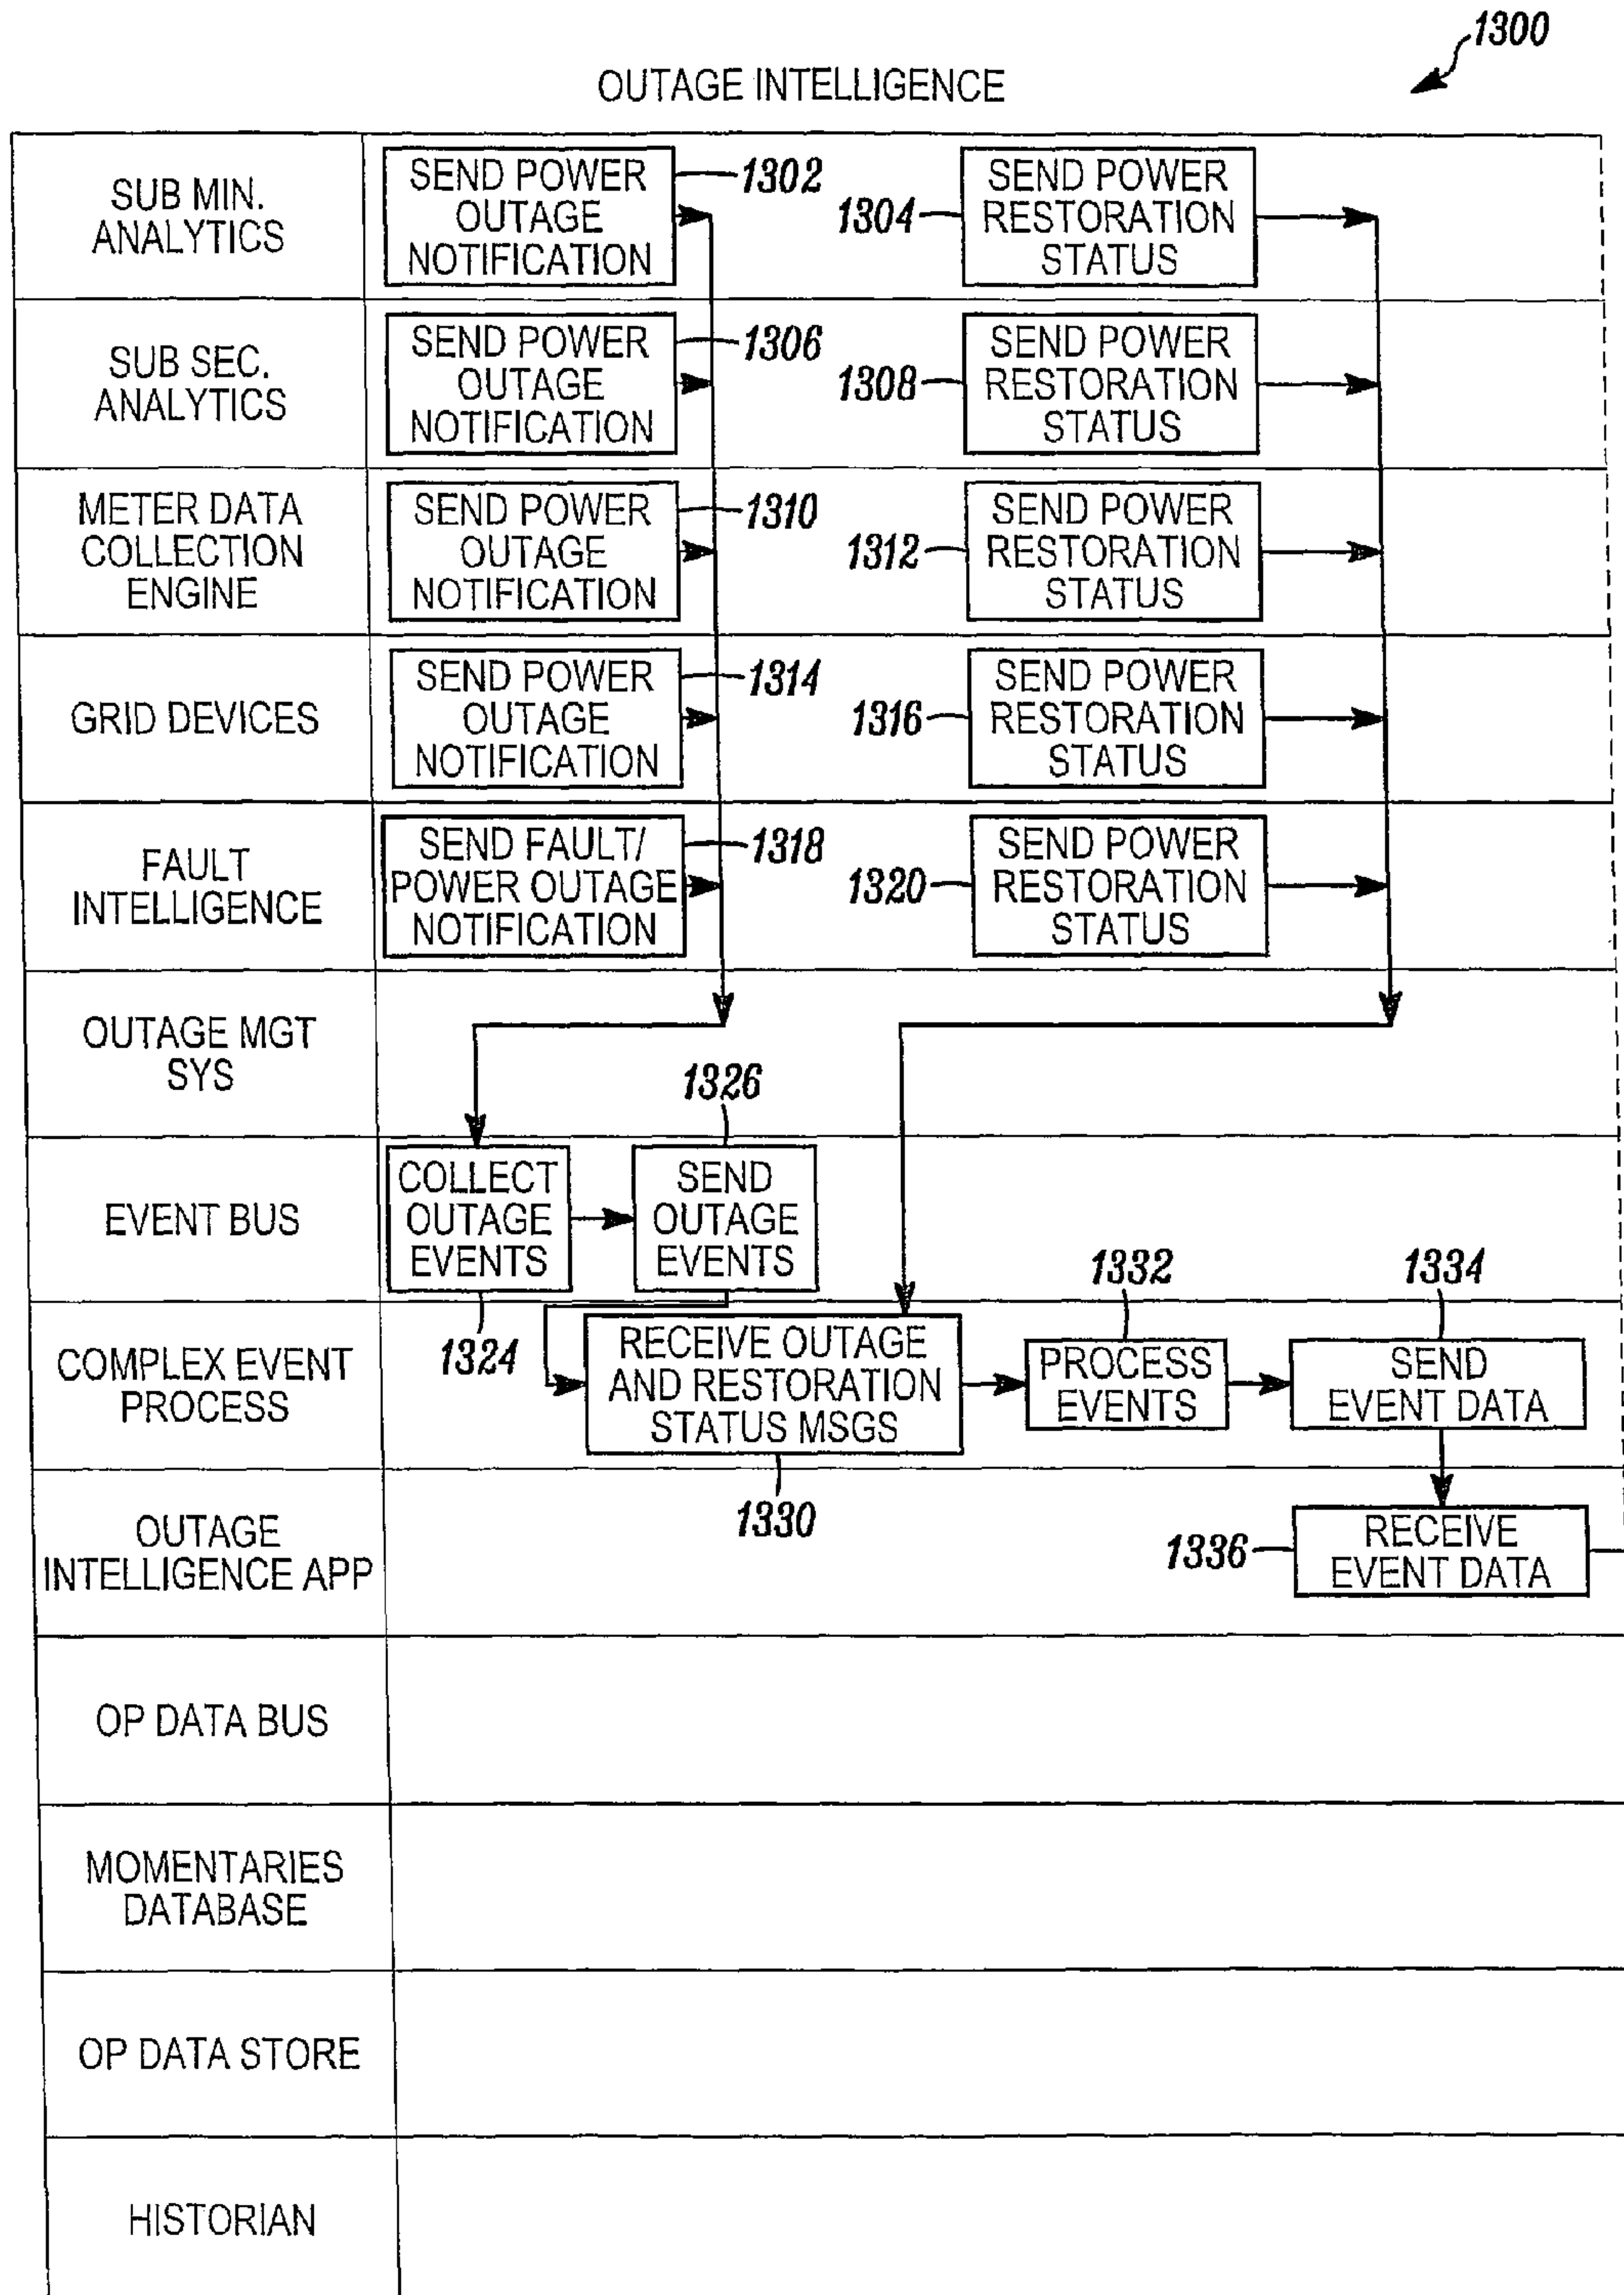 1300
OUTAGE INTELLIGENCE
SUB MIN.
ANALYTICS
SEND POWER
OUTAGE
NOTIFICATION
1302
1304
SEND POWER
RESTORATION
STATUS
SUB SEC.
ANALYTICS
SEND POWER
OUTAGE
NOTIFICATION
1306
1308
SEND POWER
RESTORATION
STATUS
METER DATA
COLLECTION
ENGINE
SEND POWER
OUTAGE
NOTIFICATION
1310
1312
SEND POWER
RESTORATION
STATUS
GRID DEVICES
SEND POWER
OUTAGE
NOTIFICATION
1314
1316
SEND POWER
RESTORATION
STATUS
FAULT
INTELLIGENCE
SEND FAULT/
POWER OUTAGE
NOTIFICATION
1318
1320
SEND POWER
RESTORATION
STATUS
OUTAGE MGT
SYS
1326
EVENT BUS
COLLECT
OUTAGE
EVENTS
SEND
OUTAGE
EVENTS
1332
1334
COMPLEX EVENT
PROCESS
1324
RECEIVE OUTAGE
AND RESTORATION
STATUS MSGS
PROCESS
EVENTS
SEND
EVENT DATA
OUTAGE
INTELLIGENCE APP
1330
1336
RECEIVE
EVENT DATA
OP DATA BUS
MOMENTARIES
DATABASE
OP DATA STORE
HISTORIAN